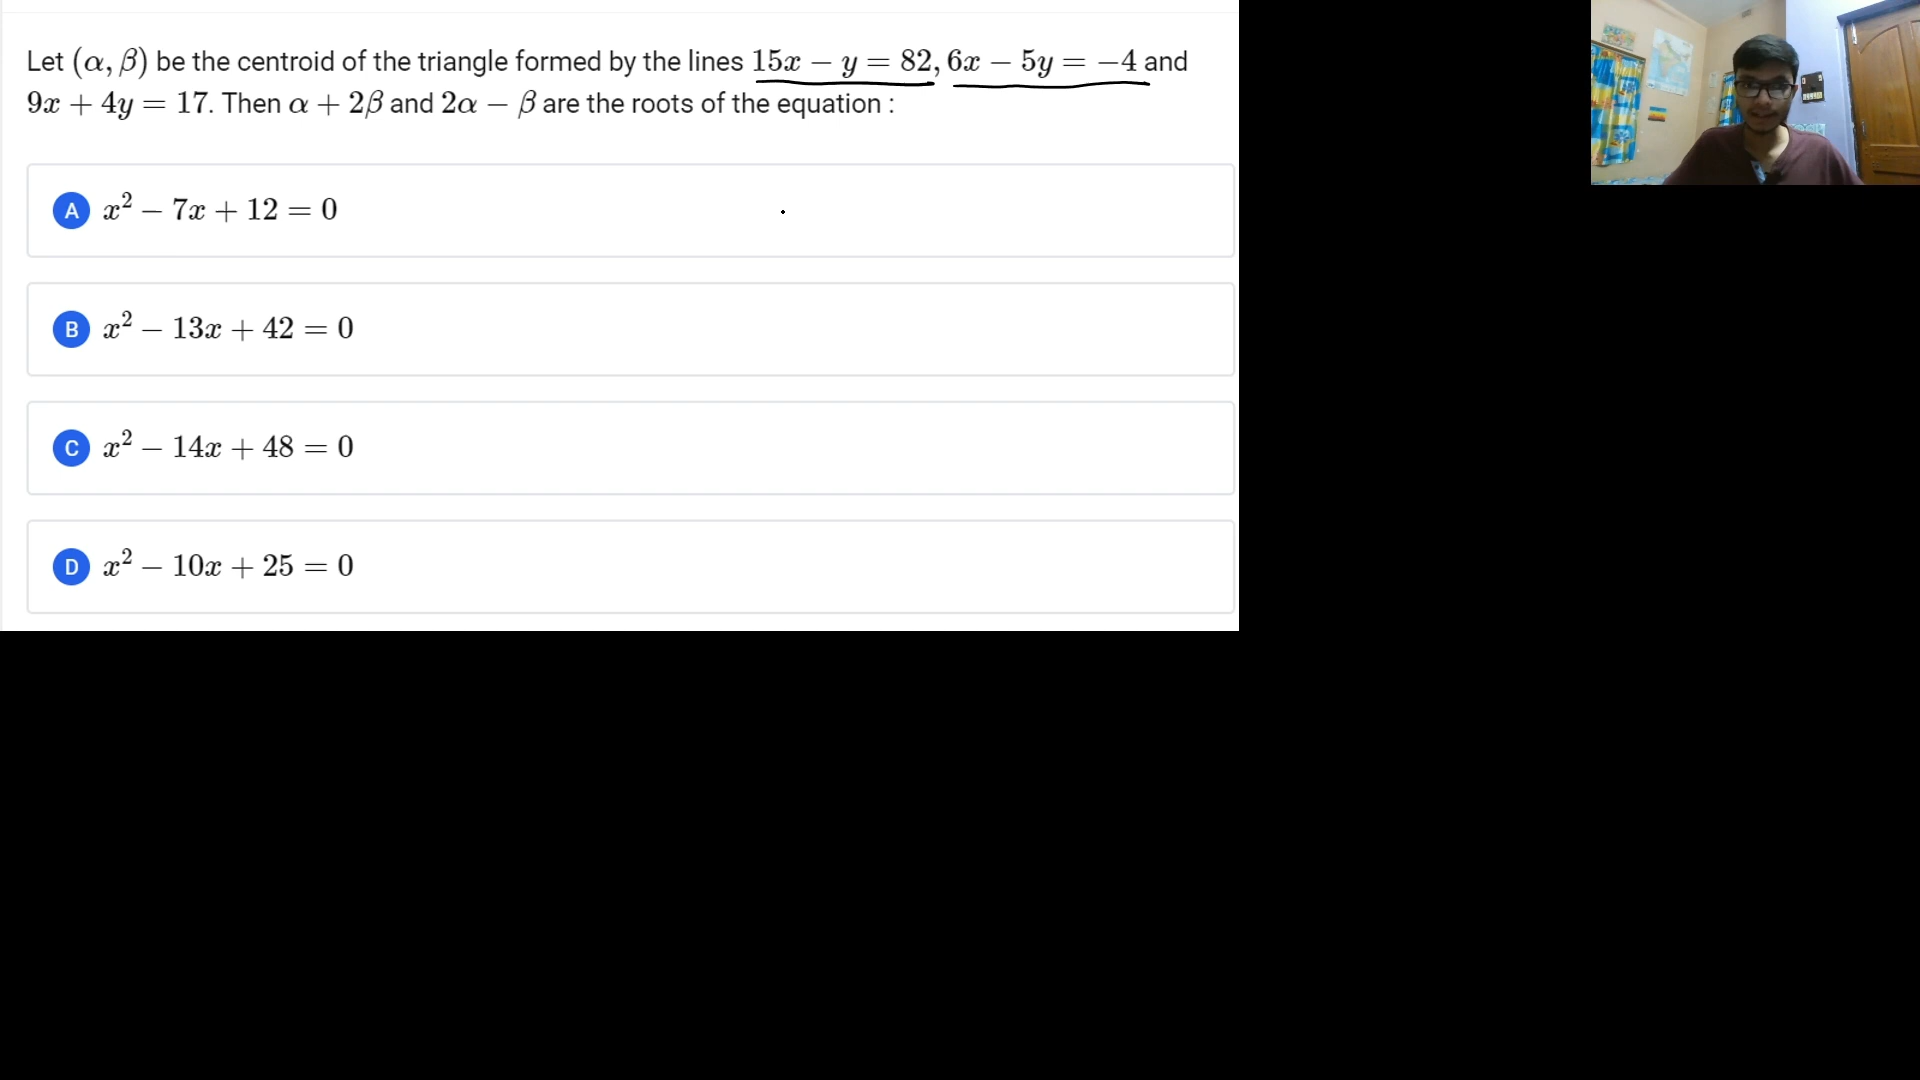 Let (α, β) be the centroid of the triangle formed by the lines 15x − y = 82, 6x − 5y = −4 and
9x + 4y = 17. Then α + 2β and 2α − β are the roots of the equation :
A x² − 7x + 12 = 0
B x² − 13x + 42 = 0
C x² − 14x + 48 = 0
D x² − 10x + 25 = 0